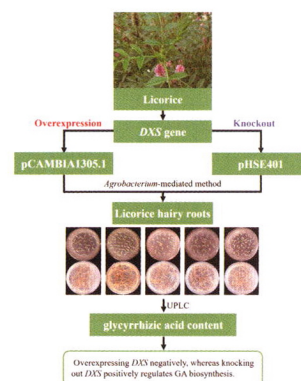 Licorice
Overexpression
Knockout
DXS gene
pCAMBIA1305.1
pHSE401
Agrobacterium-mediated method
Licorice hairy roots
UPLC
glycyrrhizic acid content
Overexpressing DXS negatively, whereas knocking
out DXS positively regulates GA biosynthesis.